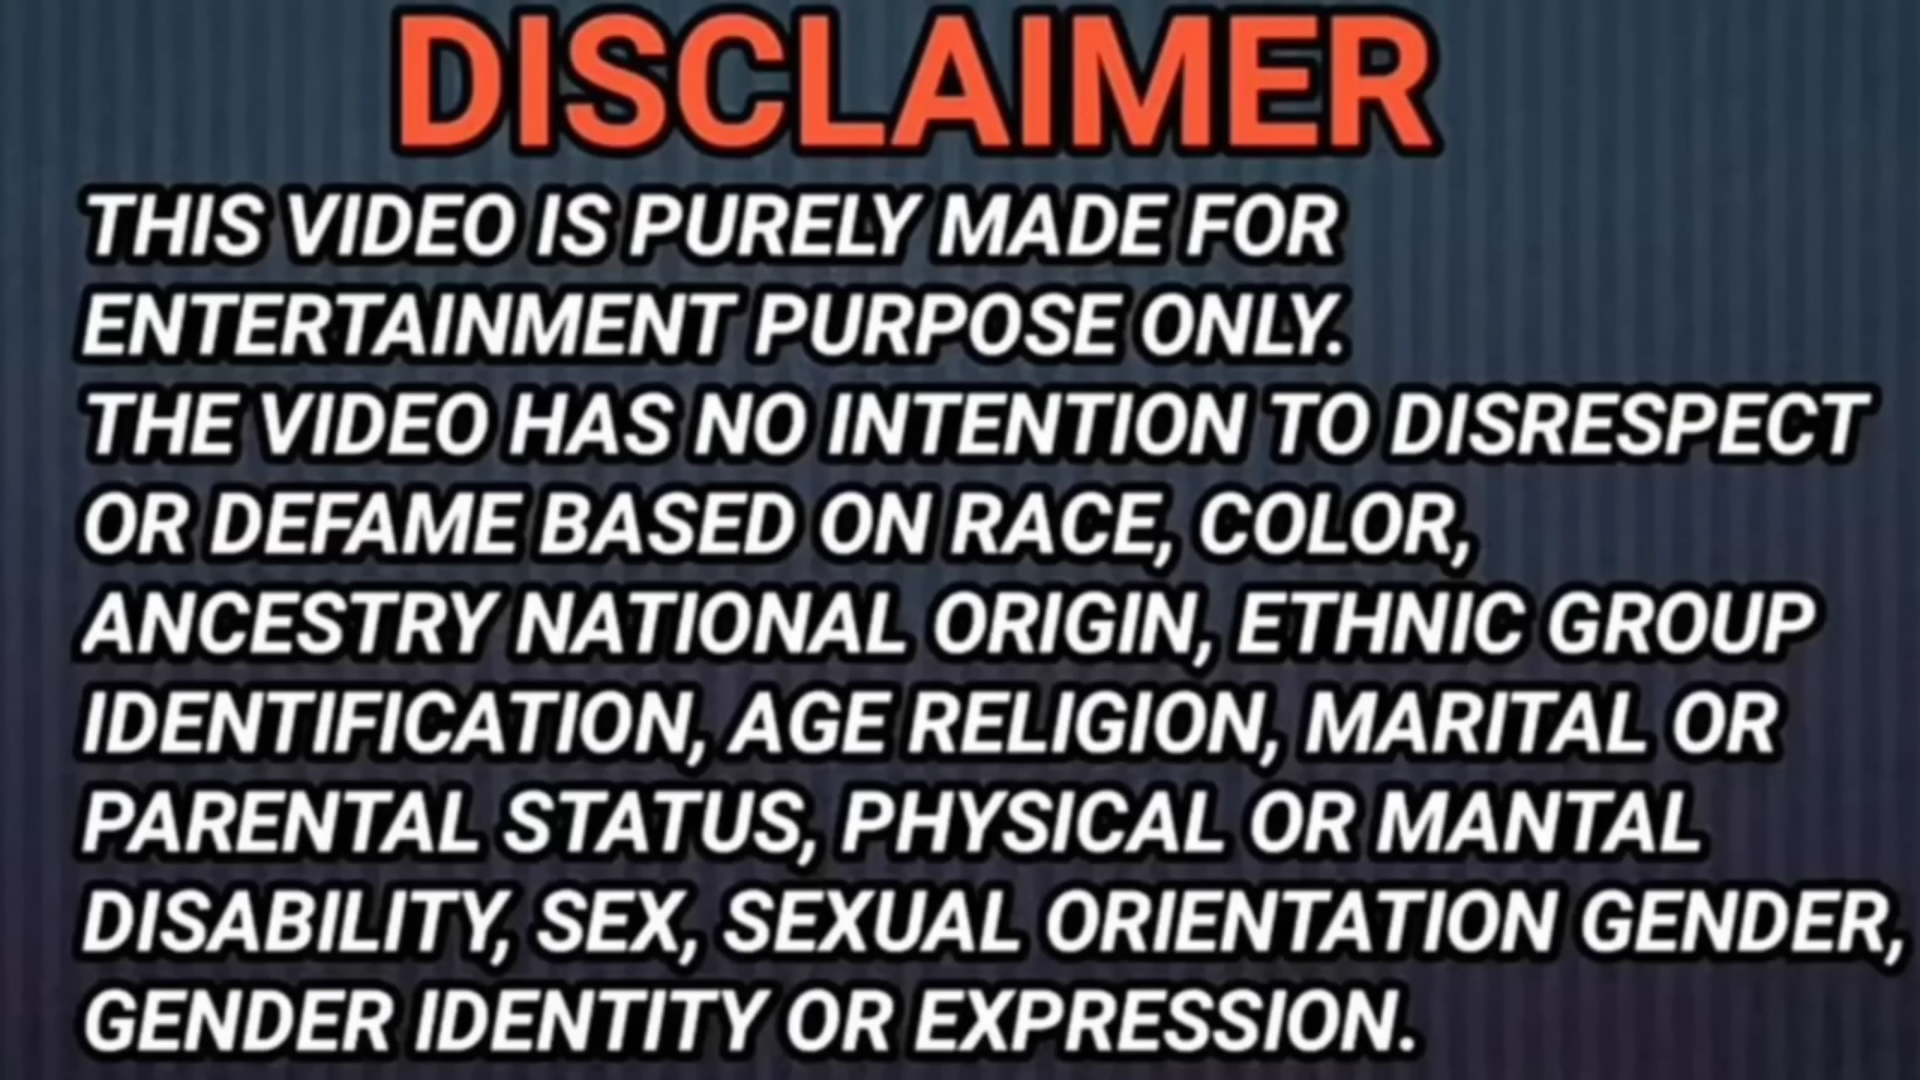 DISCLAIMER
THIS VIDEO IS PURELY MADE FOR
ENTERTAINMENT PURPOSE ONLY.
THE VIDEO HAS NO INTENTION TO DISRESPECT
OR DEFAME BASED ON RACE, COLOR,
ANCESTRY NATIONAL ORIGIN, ETHNIC GROUP
IDENTIFICATION, AGE RELIGION, MARITAL OR
PARENTAL STATUS, PHYSICAL OR MANTAL
DISABILITY, SEX, SEXUAL ORIENTATION GENDER,
GENDER IDENTITY OR EXPRESSION.